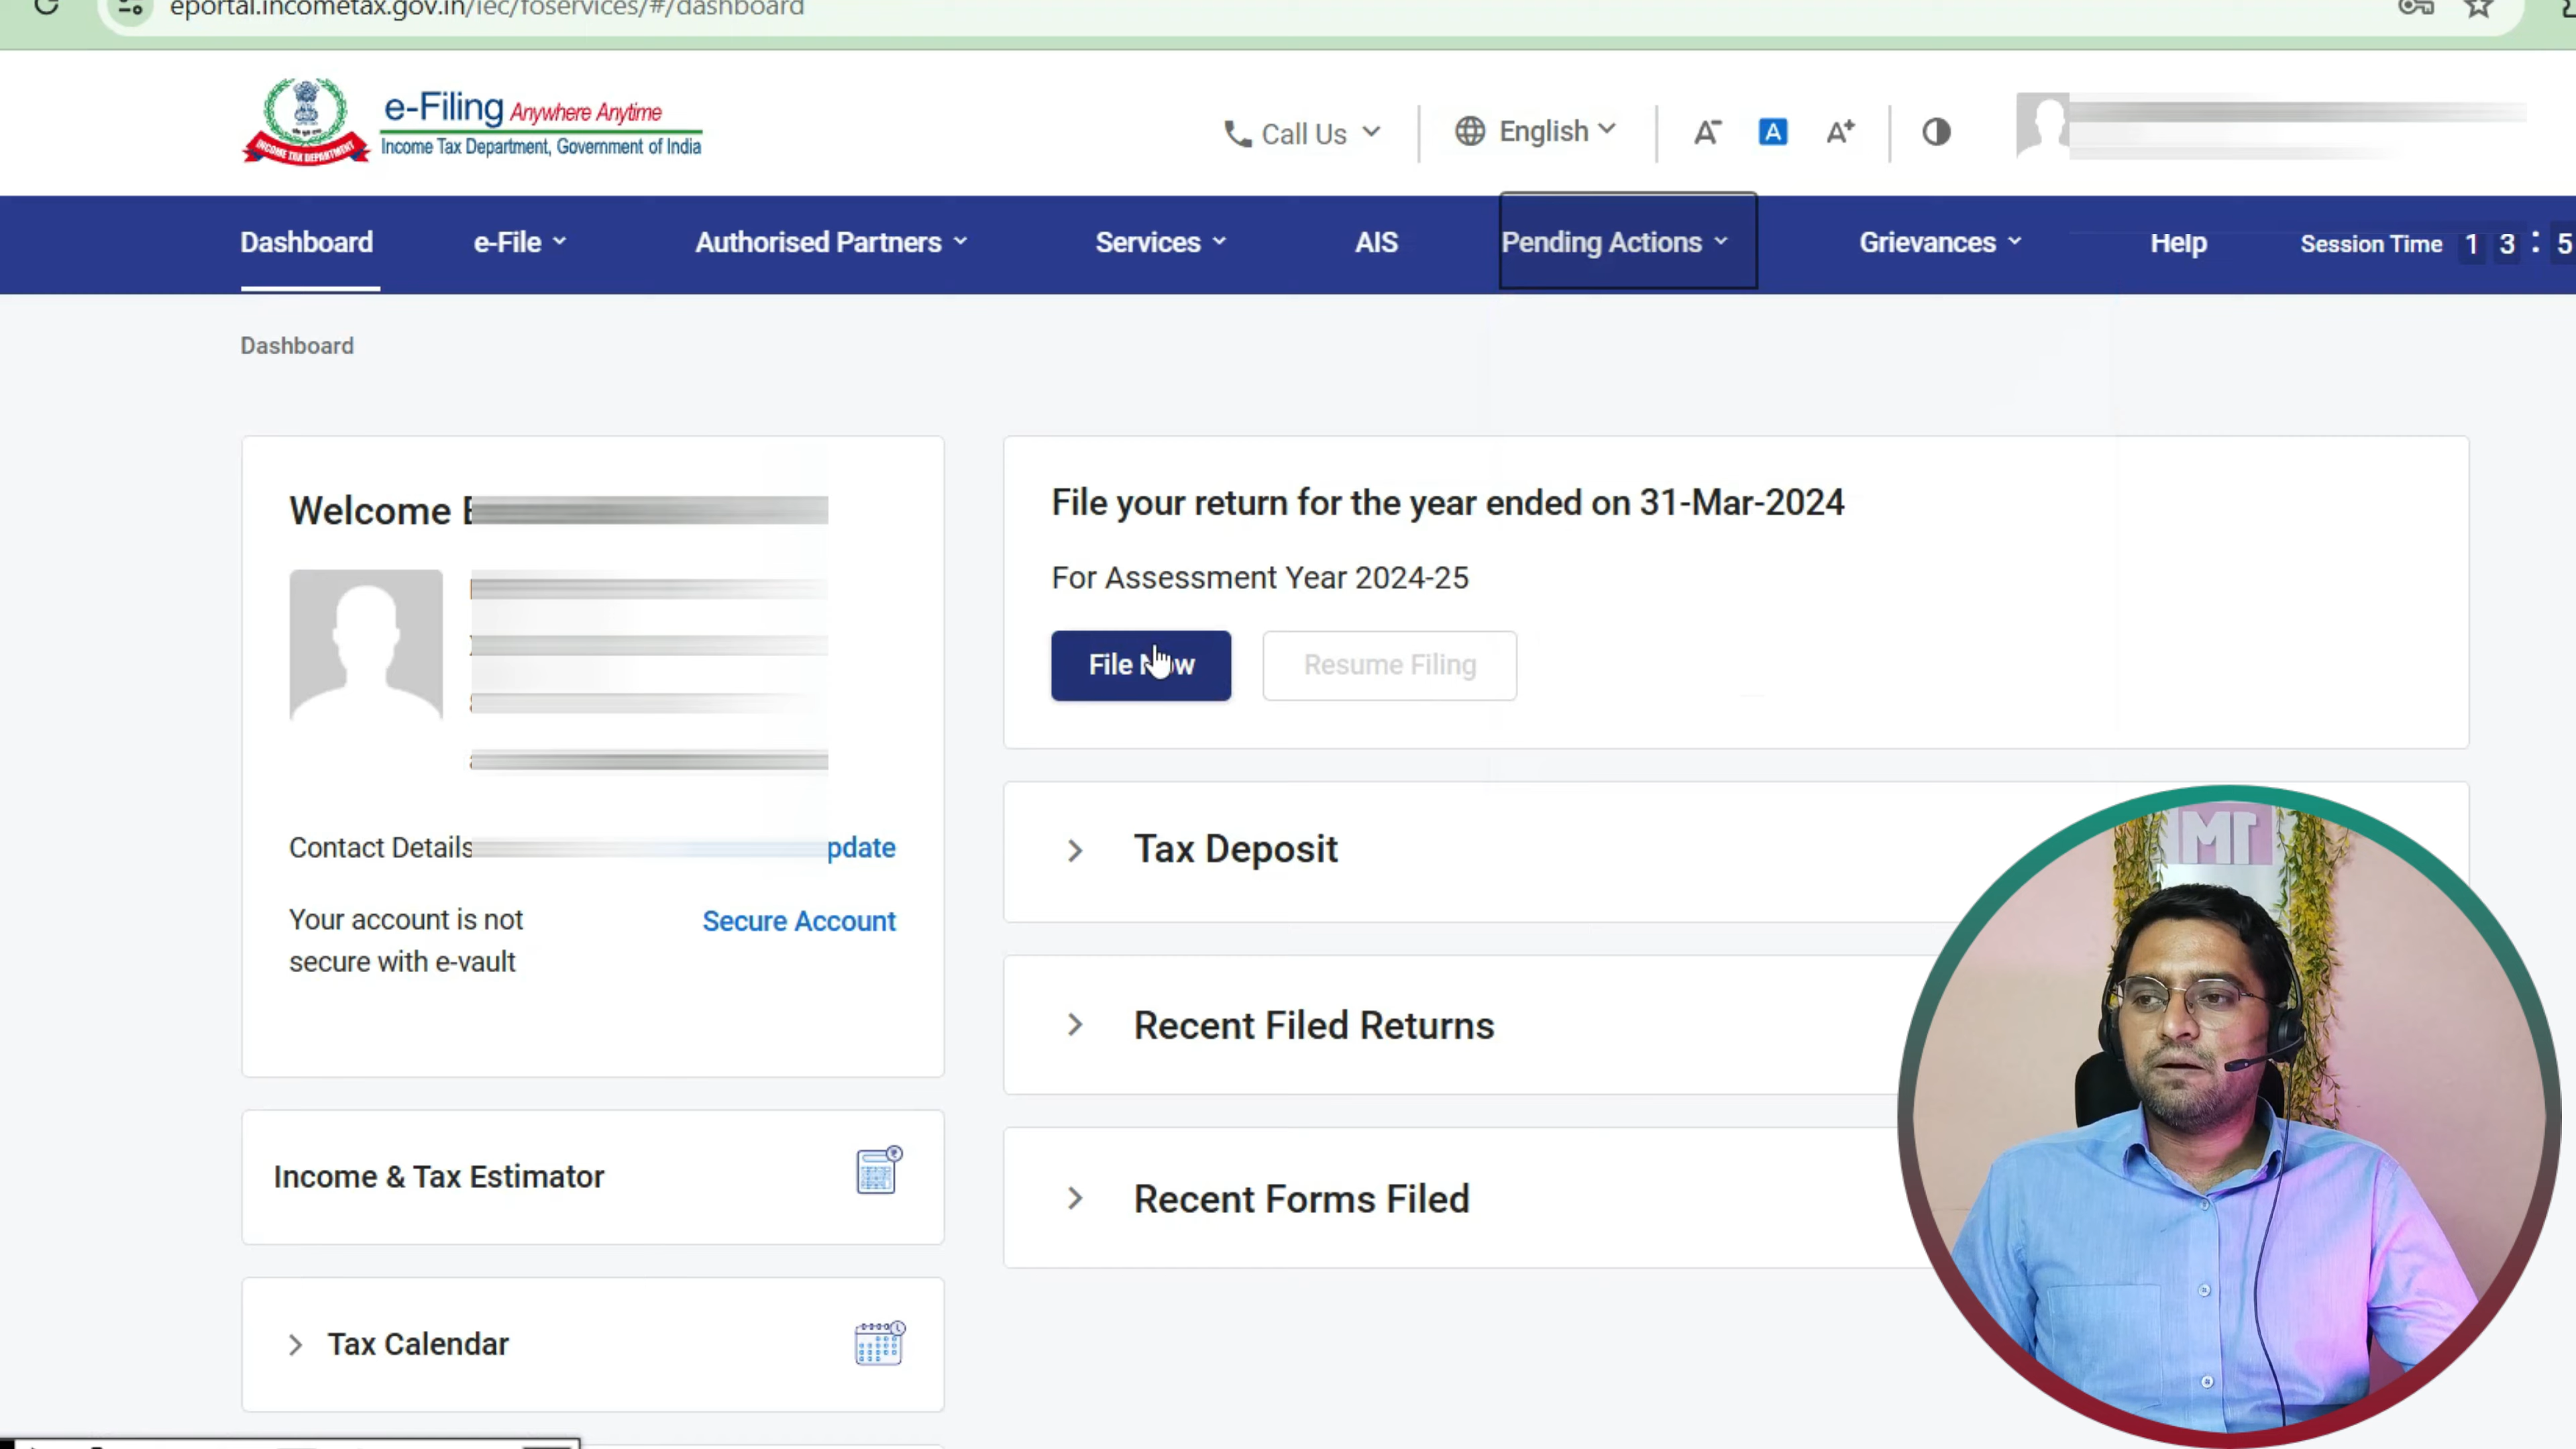 eportal.incometax.gov.in/iec/foservices/#/dashboard
e-Filing Anywhere Anytime
Income Tax Department, Government of India
INCOME TAX DEPARTMENT
Call Us
English
A- A A+
Dashboard e-File Authorised Partners Services AIS Pending Actions Grievances Help Session Time 1 3 : 5
Dashboard
Welcome
Contact Details pdate
Your account is not
secure with e-vault
Secure Account
Income & Tax Estimator
Tax Calendar
File your return for the year ended on 31-Mar-2024
For Assessment Year 2024-25
File Now Resume Filing
Tax Deposit
Recent Filed Returns
Recent Forms Filed